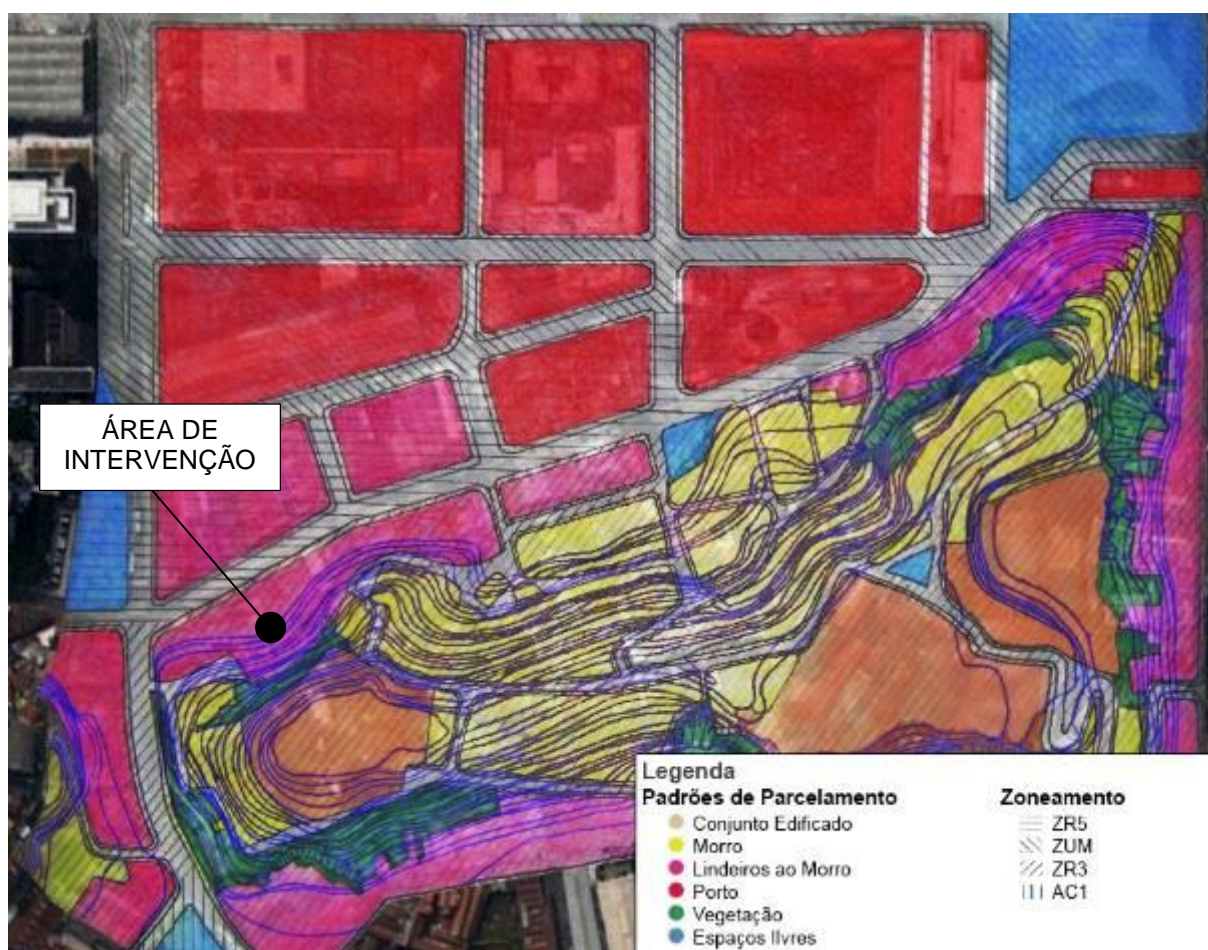 ÁREA DE
INTERVENÇÃO
Legenda
Padrões de Parcelamento
Conjunto Edificado
Morro
Lindeiros ao Morro
Porto
Vegetação
Espaços livres
Zoneamento
ZR5
ZUM
ZR3
AC1